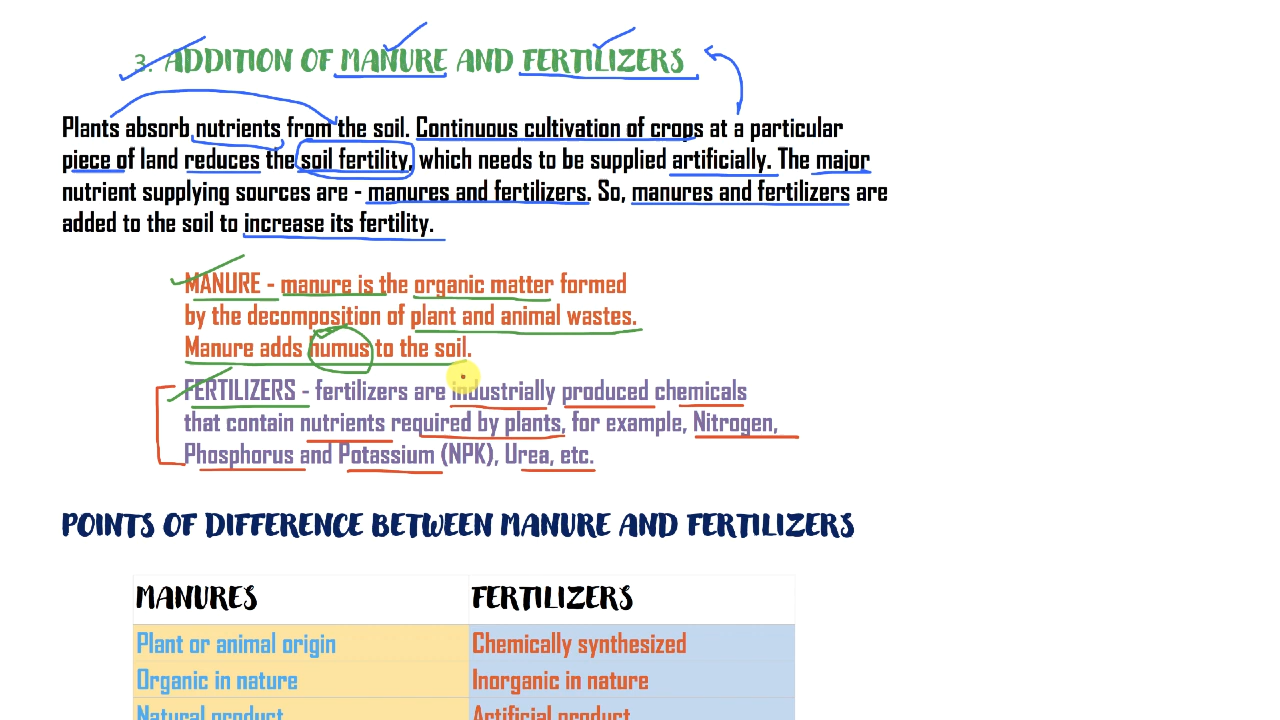 3. ADDITION OF MANURE AND FERTILIZERS
Plants absorb nutrients from the soil. Continuous cultivation of crops at a particular
piece of land reduces the soil fertility, which needs to be supplied artificially. The major
nutrient supplying sources are - manures and fertilizers. So, manures and fertilizers are
added to the soil to increase its fertility.
MANURE - manure is the organic matter formed
by the decomposition of plant and animal wastes.
Manure adds humus to the soil.
FERTILIZERS - fertilizers are industrially produced chemicals
that contain nutrients required by plants, for example, Nitrogen,
Phosphorus and Potassium (NPK), Urea, etc.
POINTS OF DIFFERENCE BETWEEN MANURE AND FERTILIZERS
MANURES FERTILIZERS
Plant or animal origin Chemically synthesized
Organic in nature Inorganic in nature
Natural product Artificial product